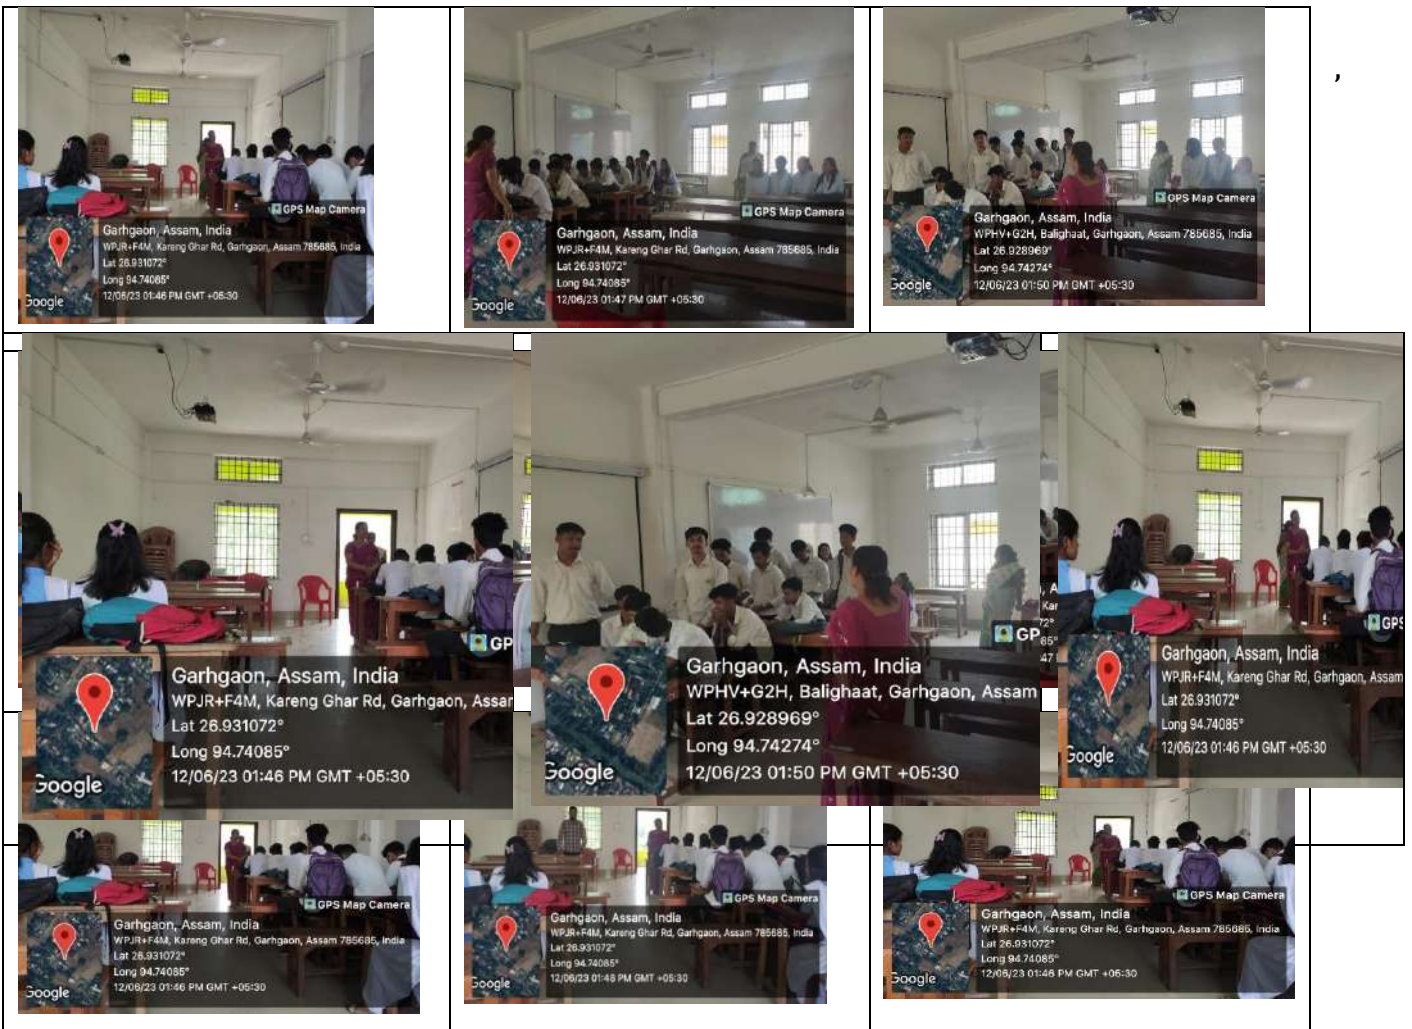 ,
GPS Map Camera
Garhgaon, Assam, India
WPJR+F4M, Kareng Ghar Rd, Garhgaon, Assam 785685, India
Lat 26.931072°
Long 94.74085°
12/06/23 01:46 PM GMT +05:30
Google
GPS Map Camera
Garhgaon, Assam, India
WPJR+F4M, Kareng Ghar Rd, Garhgaon, Assam 785685, India
Lat 26.931072°
Long 94.74085°
12/06/23 01:47 PM GMT +05:30
Google
GPS Map Camera
Garhgaon, Assam, India
WPHV+G2H, Balighaat, Garhgaon, Assam 785685, India
Lat 26.928969°
Long 94.74274°
12/06/23 01:50 PM GMT +05:30
Google
GPS
Garhgaon, Assam, India
WPJR+F4M, Kareng Ghar Rd, Garhgaon, Assar
Lat 26.931072°
Long 94.74085°
12/06/23 01:46 PM GMT +05:30
Google
GP
Garhgaon, Assam, India
WPHV+G2H, Balighaat, Garhgaon, Assam
Lat 26.928969°
Long 94.74274°
12/06/23 01:50 PM GMT +05:30
Google
GPS
Garhgaon, Assam, India
WPJR+F4M, Kareng Ghar Rd, Garhgaon, Assam
Lat 26.931072°
Long 94.74085°
12/06/23 01:46 PM GMT +05:30
Google
GPS Map Camera
Garhgaon, Assam, India
WPJR+F4M, Kareng Ghar Rd, Garhgaon, Assam 785685, India
Lat 26.931072°
Long 94.74085°
12/06/23 01:46 PM GMT +05:30
Google
GPS Map Camera
Garhgaon, Assam, India
WPJR+F4M, Kareng Ghar Rd, Garhgaon, Assam 785685, India
Lat 26.931072°
Long 94.74085°
12/06/23 PM GMT +05:30
Google
GPS Map Camera
Garhgaon, Assam, India
WPJR+F4M, Kareng Ghar Rd, Garhgaon, Assam 785685, India
Lat 26.931072°
Long 94.74085°
12/06/23 01:46 PM GMT +05:30
Google